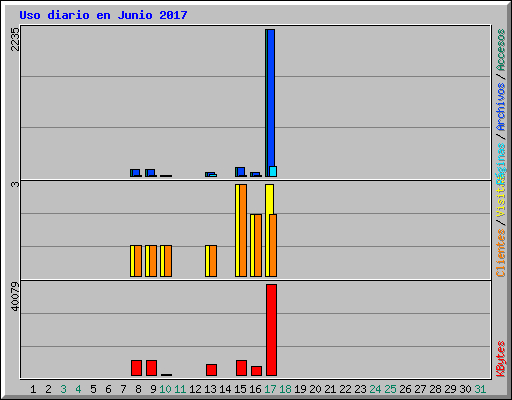 Uso diario en Junio 2017
2235
3
40079
Accesos / Archivos / Páginas
Visitas / Clientes
KBytes
1 2 3 4 5 6 7 8 9 10 11 12 13 14 15 16 17 18 19 20 21 22 23 24 25 26 27 28 29 30 31